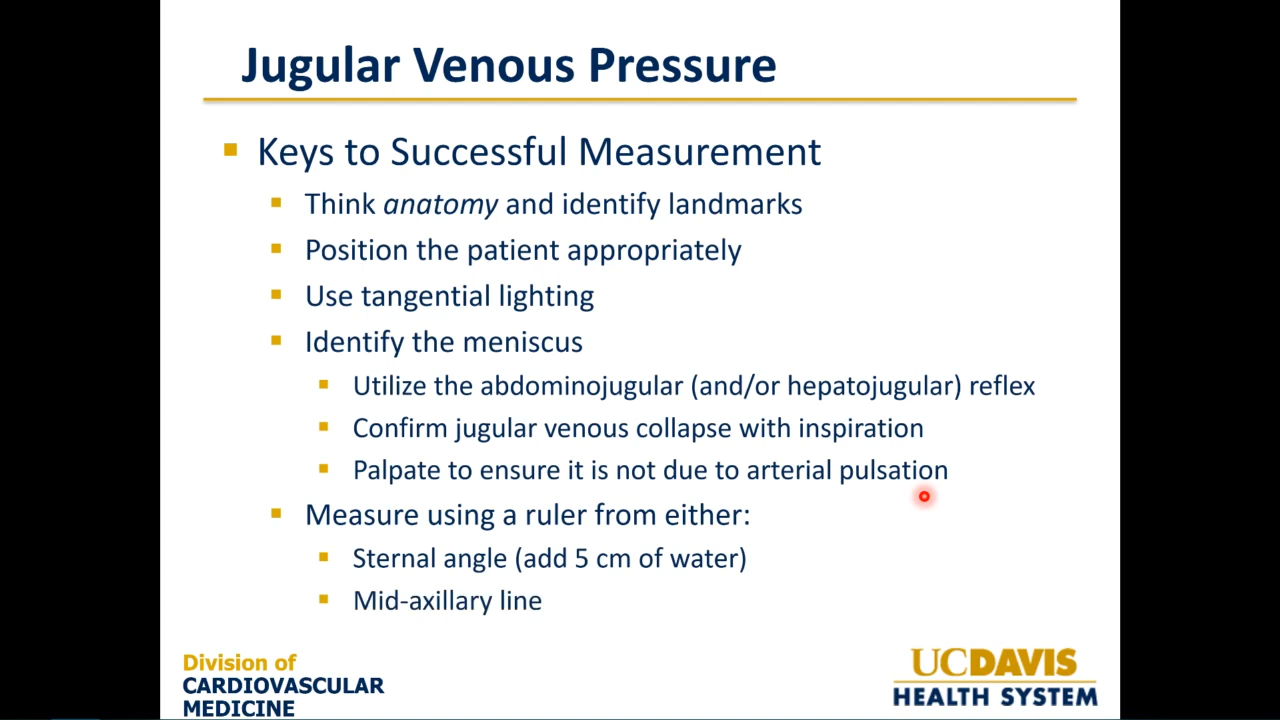 Jugular Venous Pressure
Keys to Successful Measurement
Think anatomy and identify landmarks
Position the patient appropriately
Use tangential lighting
Identify the meniscus
Utilize the abdominojugular (and/or hepatojugular) reflex
Confirm jugular venous collapse with inspiration
Palpate to ensure it is not due to arterial pulsation
Measure using a ruler from either:
Sternal angle (add 5 cm of water)
Mid-axillary line
Division of
CARDIOVASCULAR
MEDICINE
UCDAVIS
HEALTH SYSTEM